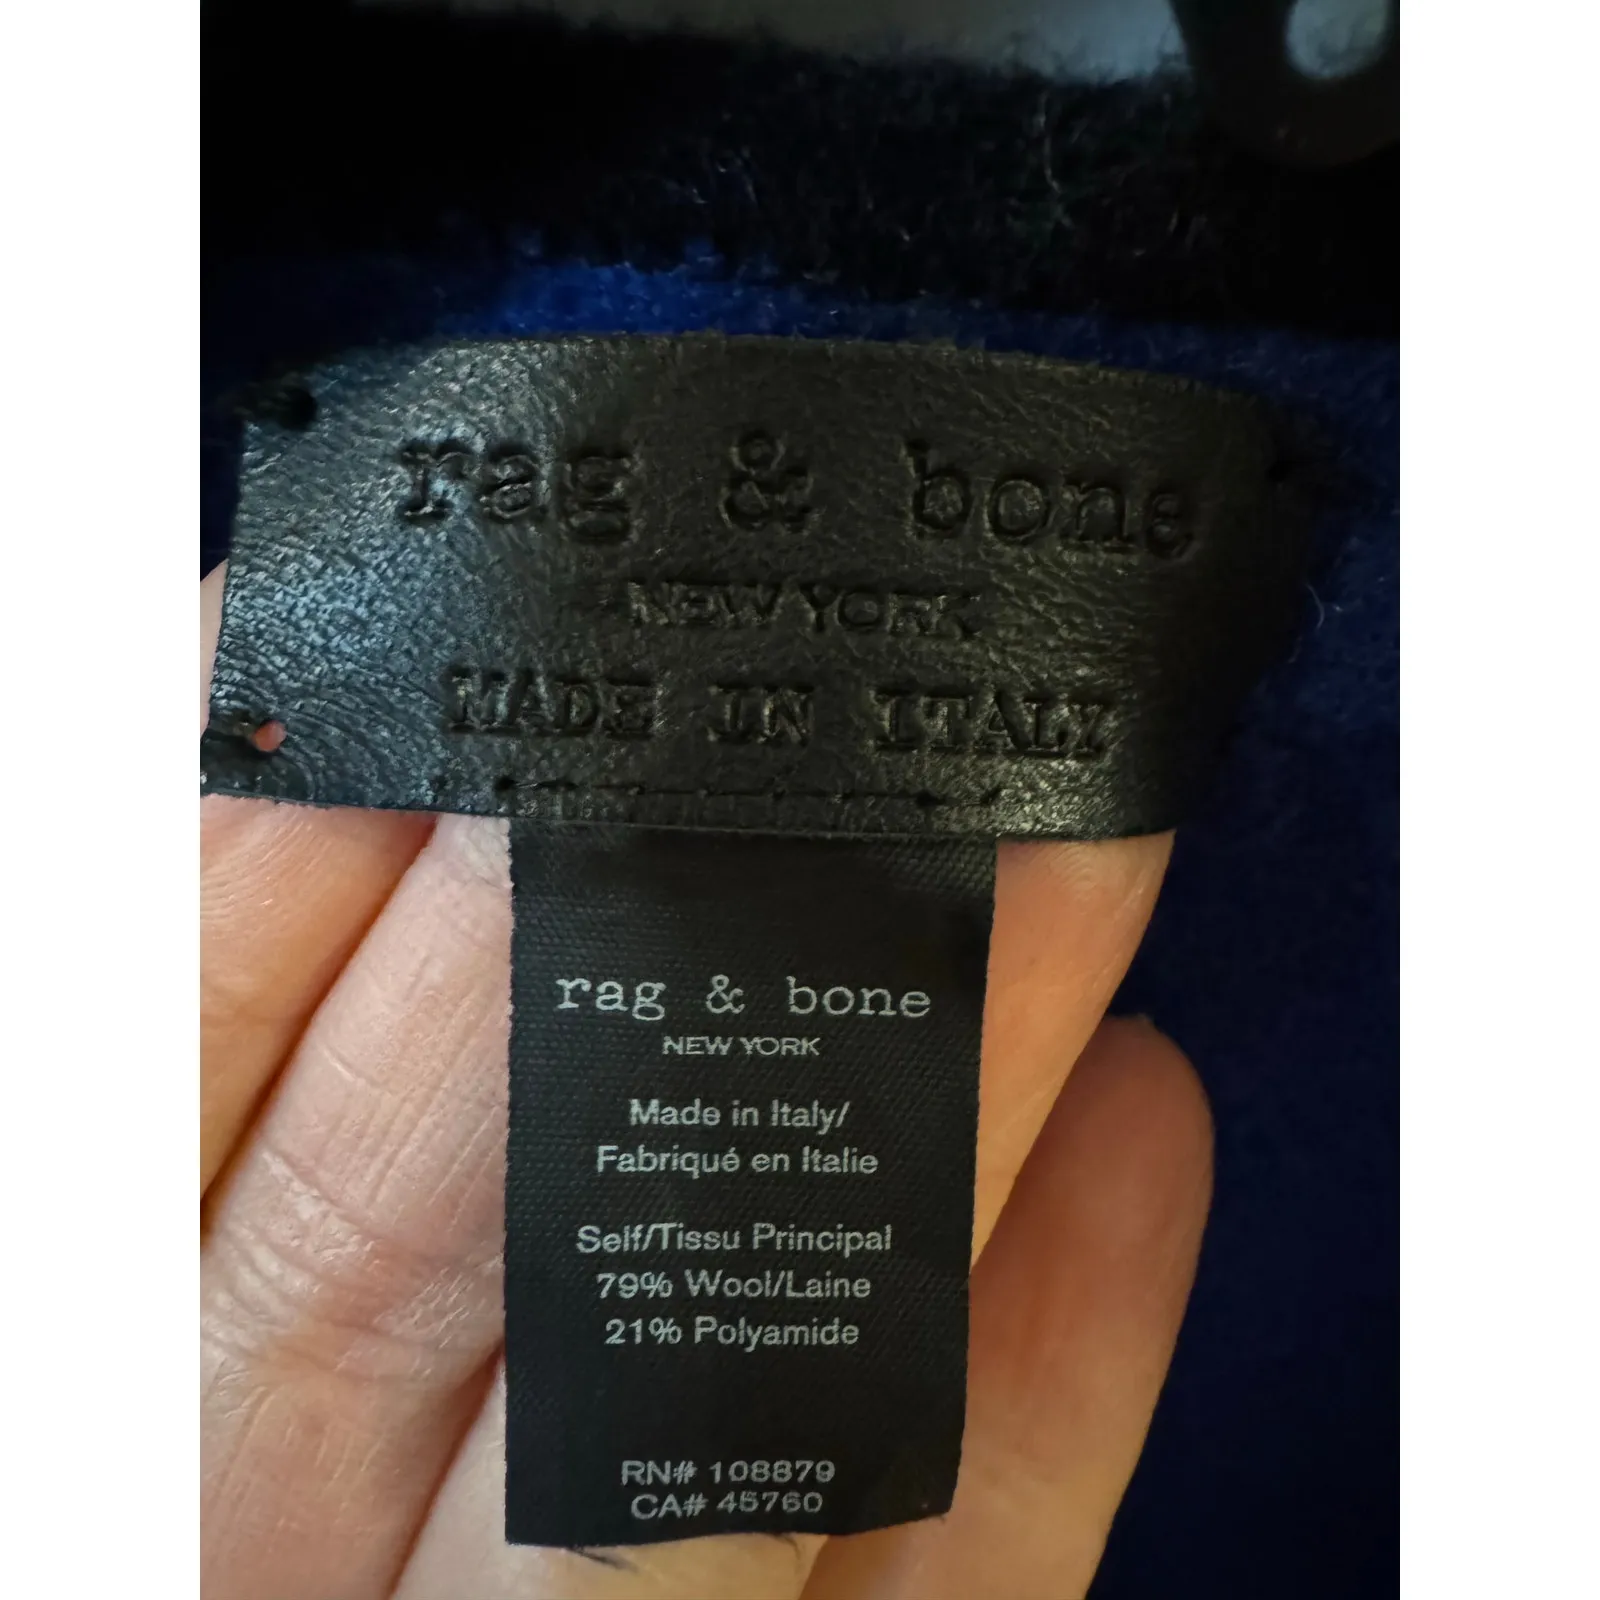 rag & bone
NEW YORK
MADE IN ITALY
rag & bone
NEW YORK
Made in Italy/
Fabriqué en Italie
Self/Tissu Principal
79% Wool/Laine
21% Polyamide
RN# 108879
CA# 45760